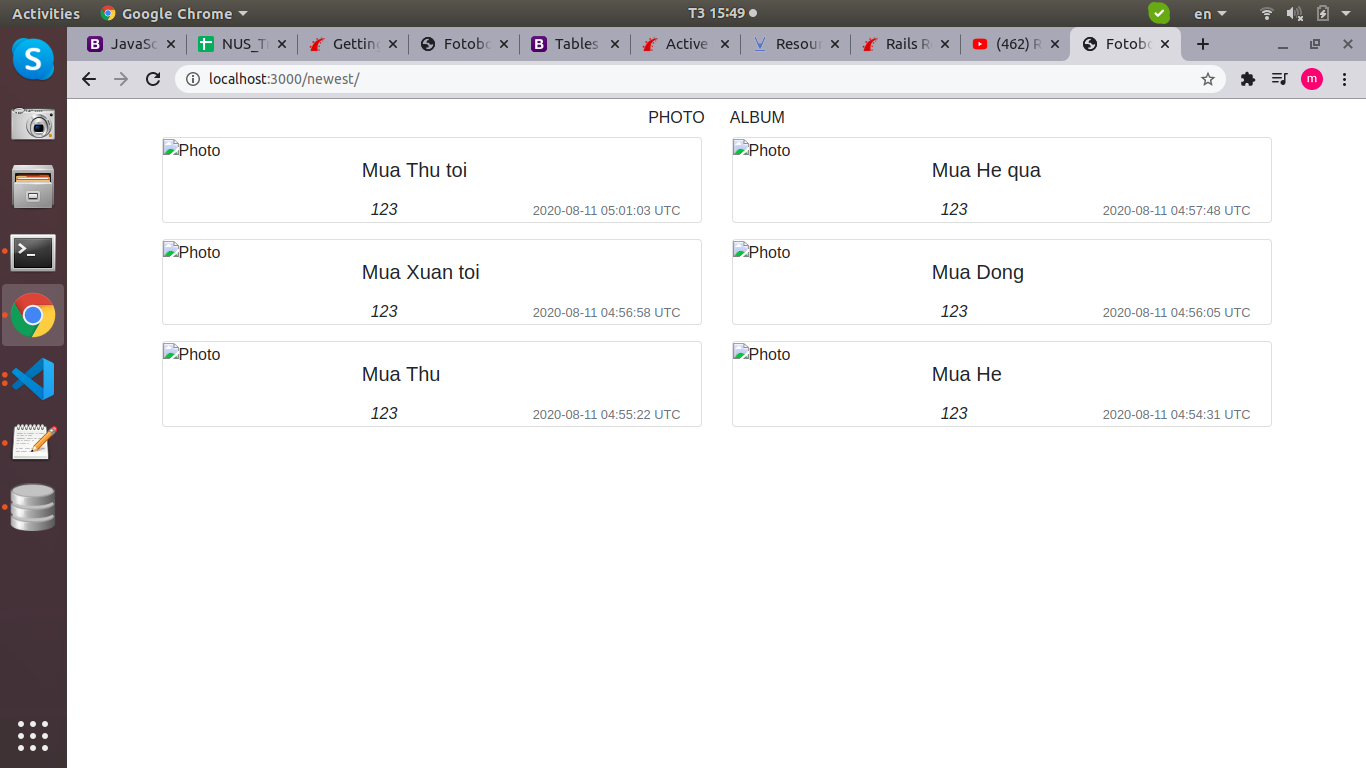 Activities Google Chrome T3 15:49 en
JavaSc NUS_Ti Getting Fotobo Tables Active Resour Rails R (462) R Fotobo
localhost:3000/newest/ m
PHOTO ALBUM
Photo Photo
Mua Thu toi Mua He qua
123 2020-08-11 05:01:03 UTC 123 2020-08-11 04:57:48 UTC
Photo Photo
Mua Xuan toi Mua Dong
123 2020-08-11 04:56:58 UTC 123 2020-08-11 04:56:05 UTC
Photo Photo
Mua Thu Mua He
123 2020-08-11 04:55:22 UTC 123 2020-08-11 04:54:31 UTC